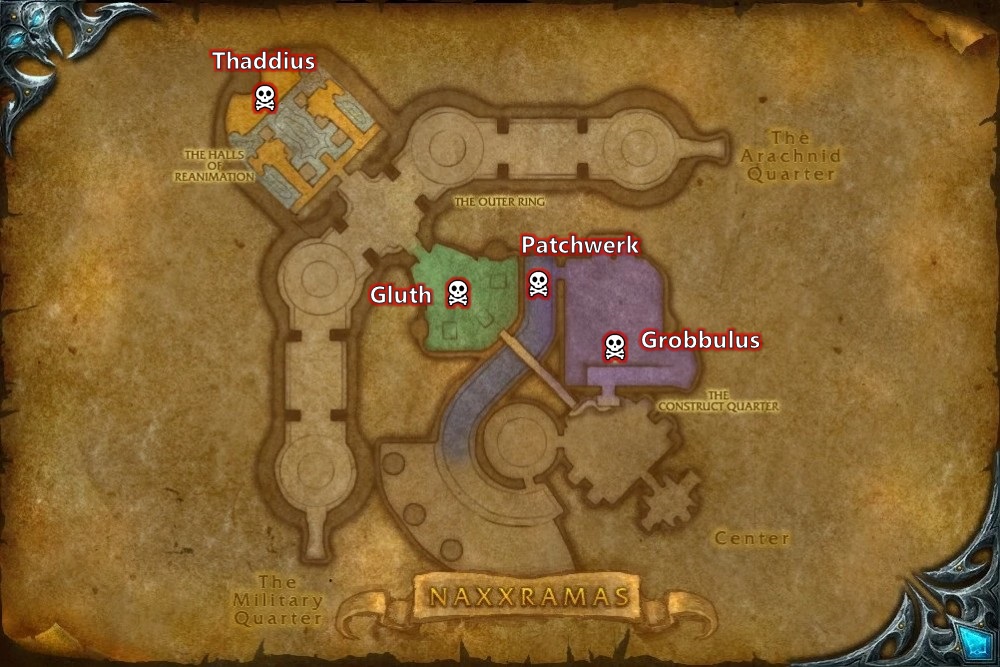 Thaddius
THE HALLS
OF
REANIMATION
The
Arachnid
Quarter
THE OUTER RING
Patchwerk
Gluth
Grobbulus
THE
CONSTRUCT QUARTER
Center
The
Military
Quarter
NAXXRAMAS